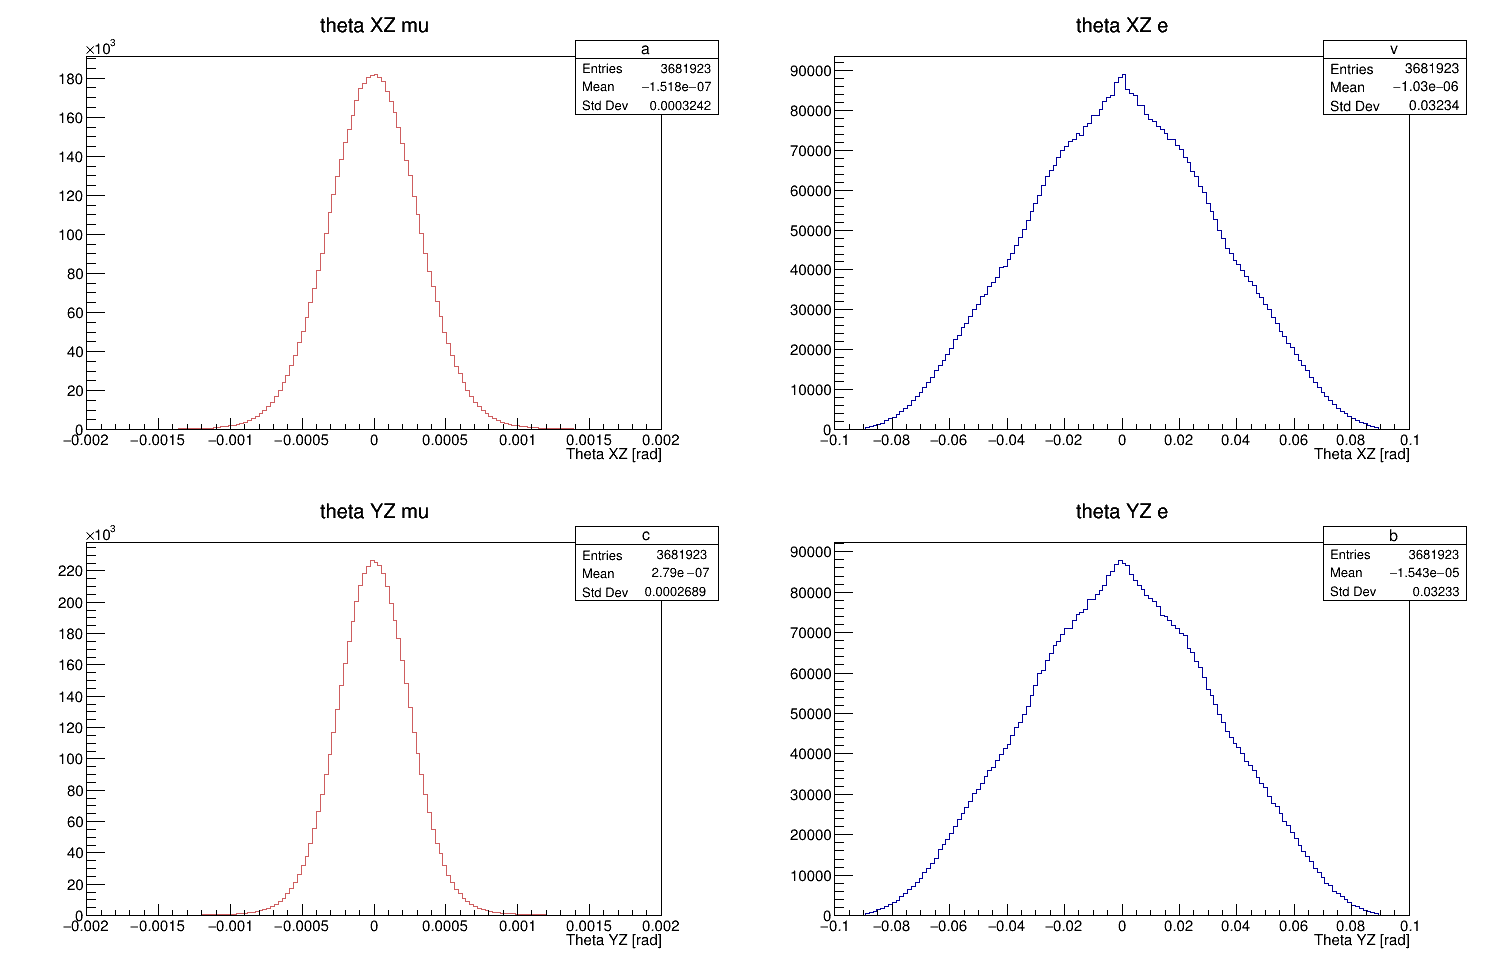 theta XZ mu
×10³
a
Entries 3681923
Mean −1.518e−07
Std Dev 0.0003242
180
160
140
120
100
80
60
40
20
0
−0.002 −0.0015 −0.001 −0.0005 0 0.0005 0.001 0.0015 0.002
Theta XZ [rad]
theta XZ e
v
Entries 3681923
Mean −1.03e−06
Std Dev 0.03234
90000
80000
70000
60000
50000
40000
30000
20000
10000
0
−0.1 −0.08 −0.06 −0.04 −0.02 0 0.02 0.04 0.06 0.08 0.1
Theta XZ [rad]
theta YZ mu
×10³
c
Entries 3681923
Mean 2.79e−07
Std Dev 0.0002689
220
200
180
160
140
120
100
80
60
40
20
0
−0.002 −0.0015 −0.001 −0.0005 0 0.0005 0.001 0.0015 0.002
Theta YZ [rad]
theta YZ e
b
Entries 3681923
Mean −1.543e−05
Std Dev 0.03233
90000
80000
70000
60000
50000
40000
30000
20000
10000
0
−0.1 −0.08 −0.06 −0.04 −0.02 0 0.02 0.04 0.06 0.08 0.1
Theta YZ [rad]